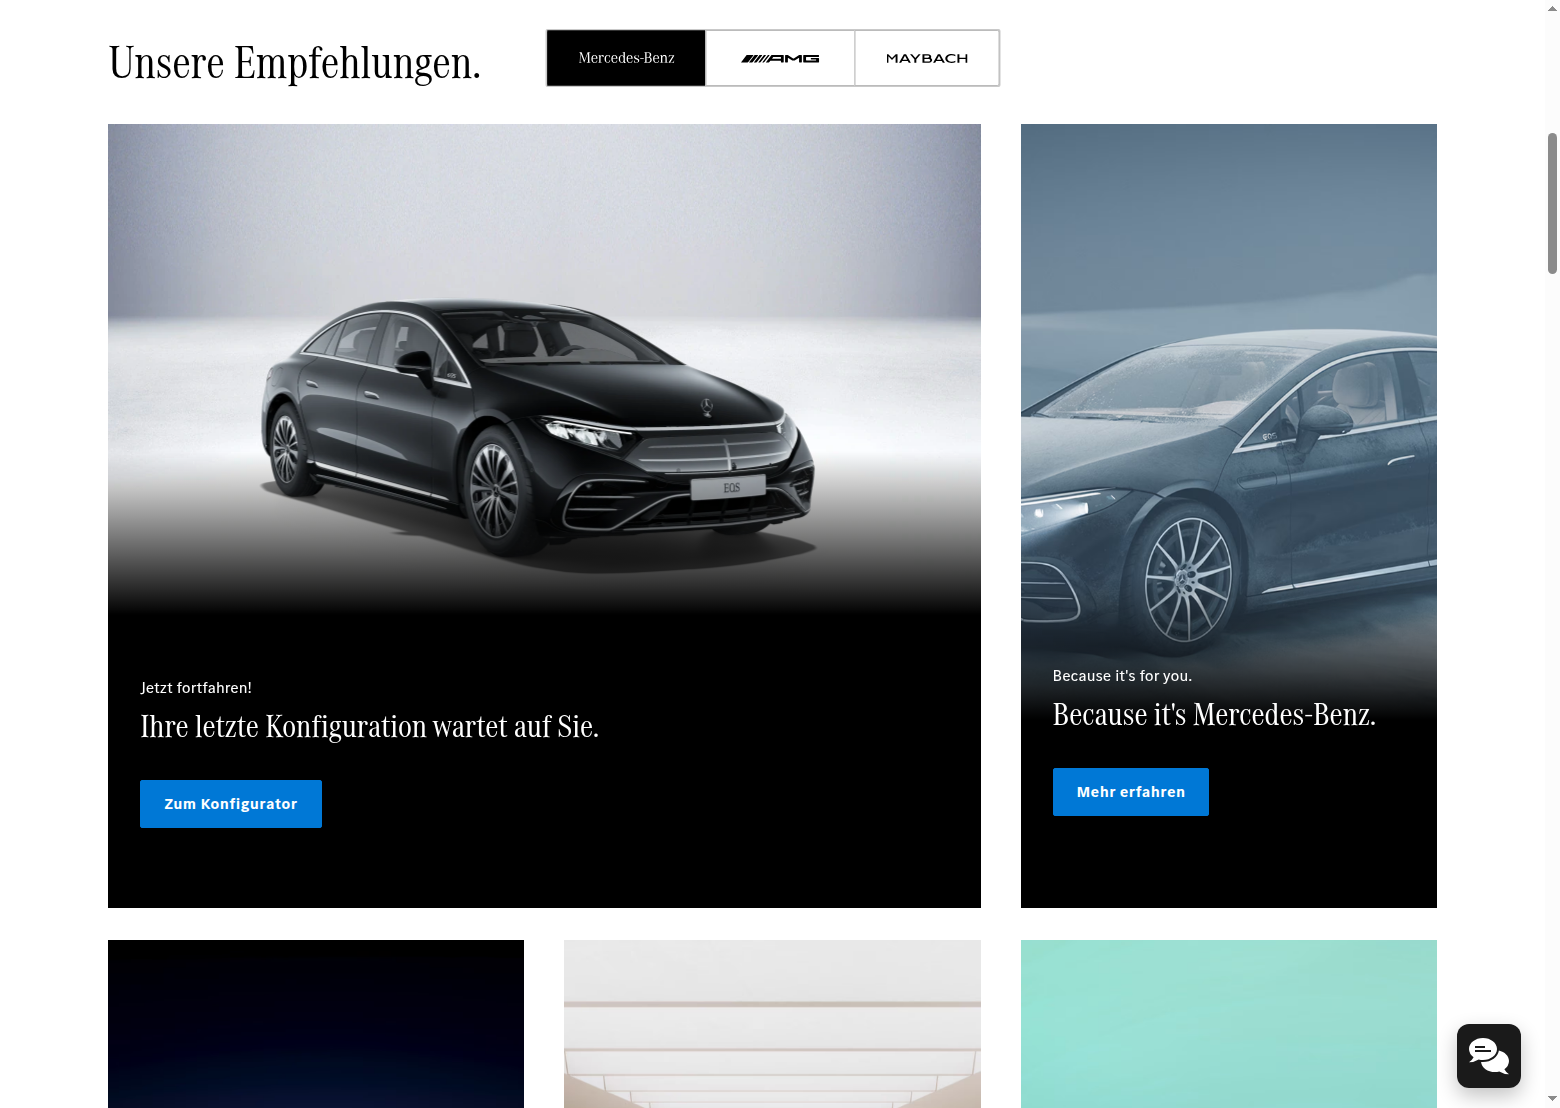 Unsere Empfehlungen.
Mercedes-Benz
AMG
MAYBACH
EQS
Jetzt fortfahren!
Ihre letzte Konfiguration wartet auf Sie.
Zum Konfigurator
EQS
Because it's for you.
Because it's Mercedes-Benz.
Mehr erfahren